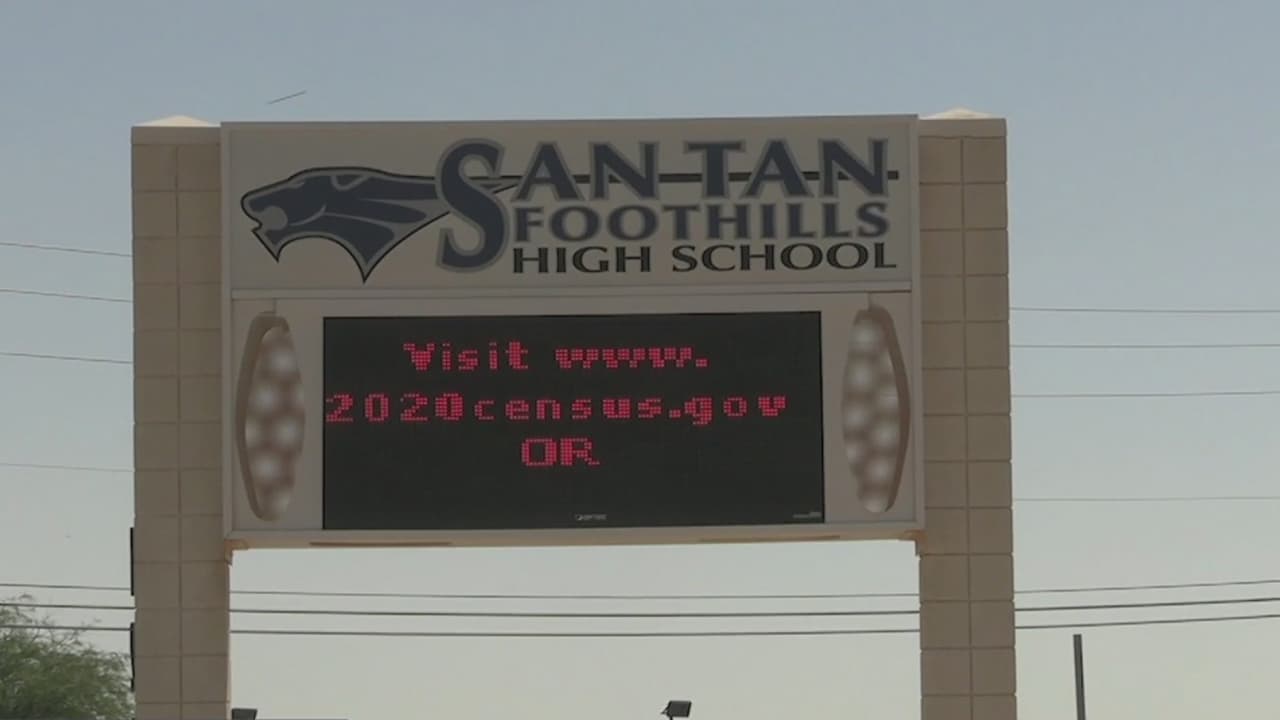 SAN TAN
FOOTHILLS
HIGH SCHOOL
Visit www.
2020census.gov
OR